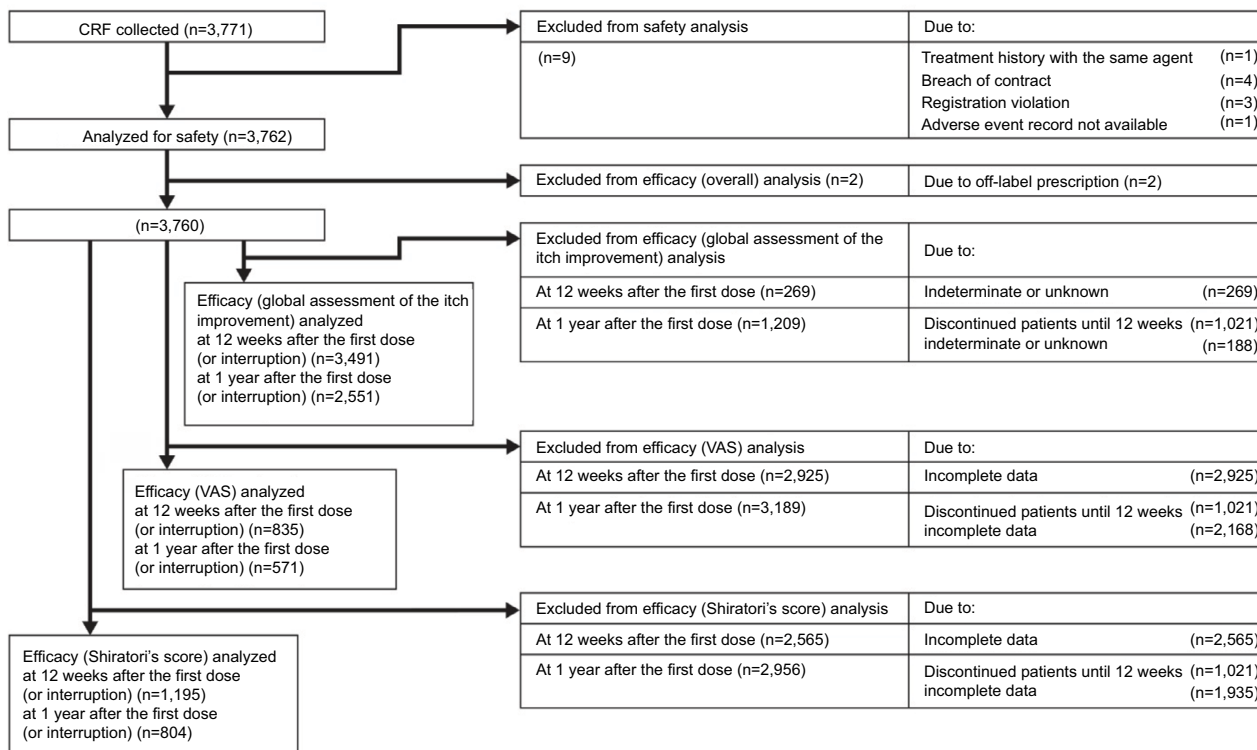 CRF collected (n=3,771)
Excluded from safety analysis
Due to:
(n=9)
Treatment history with the same agent (n=1)
Breach of contract (n=4)
Registration violation (n=3)
Adverse event record not available (n=1)
Analyzed for safety (n=3,762)
Excluded from efficacy (overall) analysis (n=2)
Due to off-label prescription (n=2)
(n=3,760)
Excluded from efficacy (global assessment of the
itch improvement) analysis
Due to:
At 12 weeks after the first dose (n=269)
Indeterminate or unknown (n=269)
At 1 year after the first dose (n=1,209)
Discontinued patients until 12 weeks (n=1,021)
indeterminate or unknown (n=188)
Efficacy (global assessment of the itch
improvement) analyzed
at 12 weeks after the first dose
(or interruption) (n=3,491)
at 1 year after the first dose
(or interruption) (n=2,551)
Excluded from efficacy (VAS) analysis
Due to:
At 12 weeks after the first dose (n=2,925)
Incomplete data (n=2,925)
At 1 year after the first dose (n=3,189)
Discontinued patients until 12 weeks (n=1,021)
incomplete data (n=2,168)
Efficacy (VAS) analyzed
at 12 weeks after the first dose
(or interruption) (n=835)
at 1 year after the first dose
(or interruption) (n=571)
Excluded from efficacy (Shiratori's score) analysis
Due to:
At 12 weeks after the first dose (n=2,565)
Incomplete data (n=2,565)
At 1 year after the first dose (n=2,956)
Discontinued patients until 12 weeks (n=1,021)
incomplete data (n=1,935)
Efficacy (Shiratori's score) analyzed
at 12 weeks after the first dose
(or interruption) (n=1,195)
at 1 year after the first dose
(or interruption) (n=804)